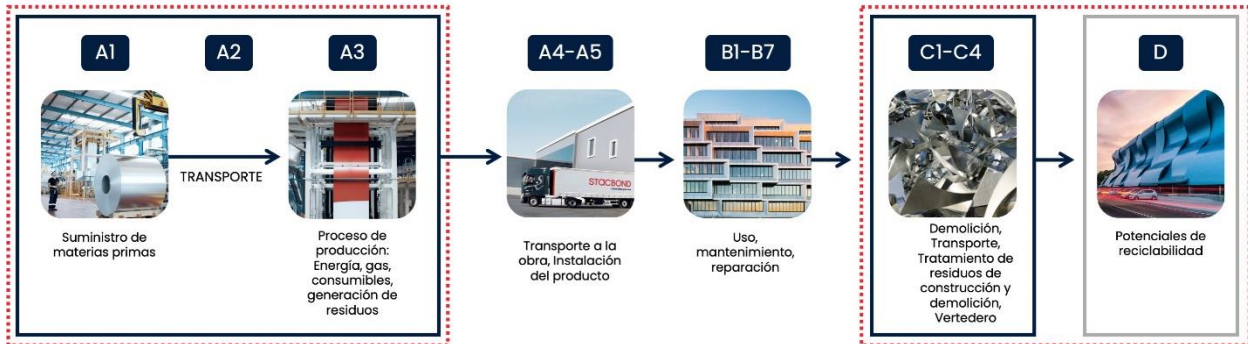 A1
A2
A3
A4-A5
B1-B7
C1-C4
D
TRANSPORTE
STACBOND
Suministro de
materias primas
Proceso de
producción:
Energía, gas,
consumibles,
generación de
residuos
Transporte a la
obra, Instalación
del producto
Uso,
mantenimiento,
reparación
Demolición,
Transporte,
Tratamiento de
residuos de
construcción y
demolición,
Vertedero
Potenciales de
reciclabilidad